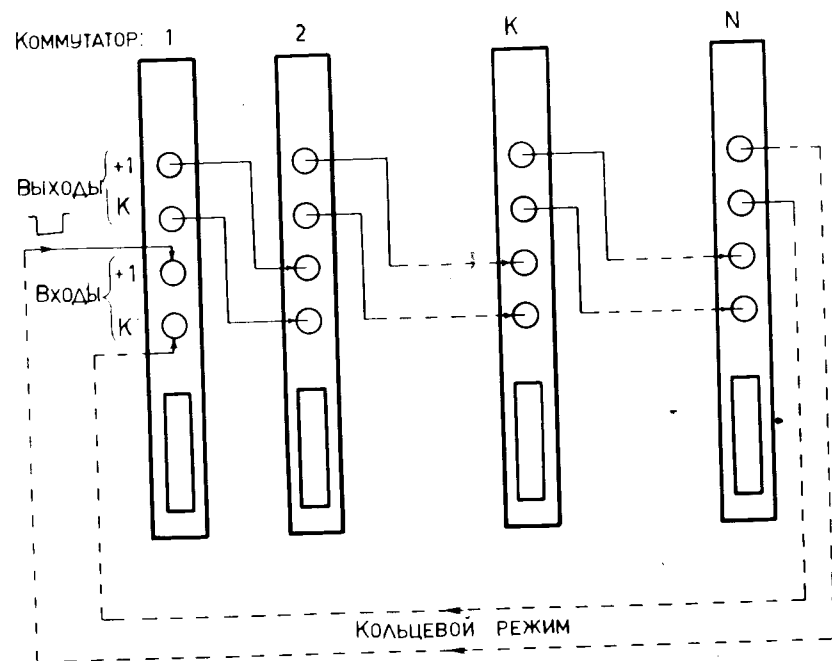 Коммутатор: 1 2 K N
Выходы +1
K
Входы +1
K
Кольцевой режим